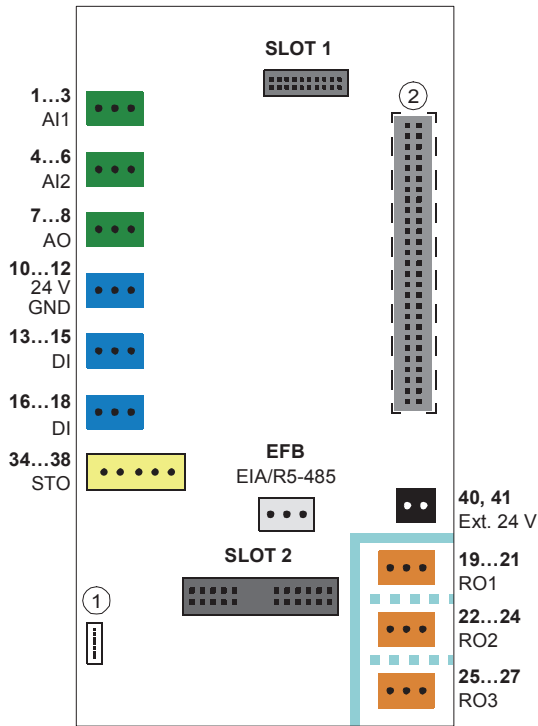 SLOT 1
2
1…3
AI1
4…6
AI2
7…8
AO
10…12
24 V
GND
13…15
DI
16…18
DI
34…38
STO
EFB
EIA/R5-485
40, 41
Ext. 24 V
SLOT 2
19…21
RO1
22…24
RO2
25…27
RO3
1